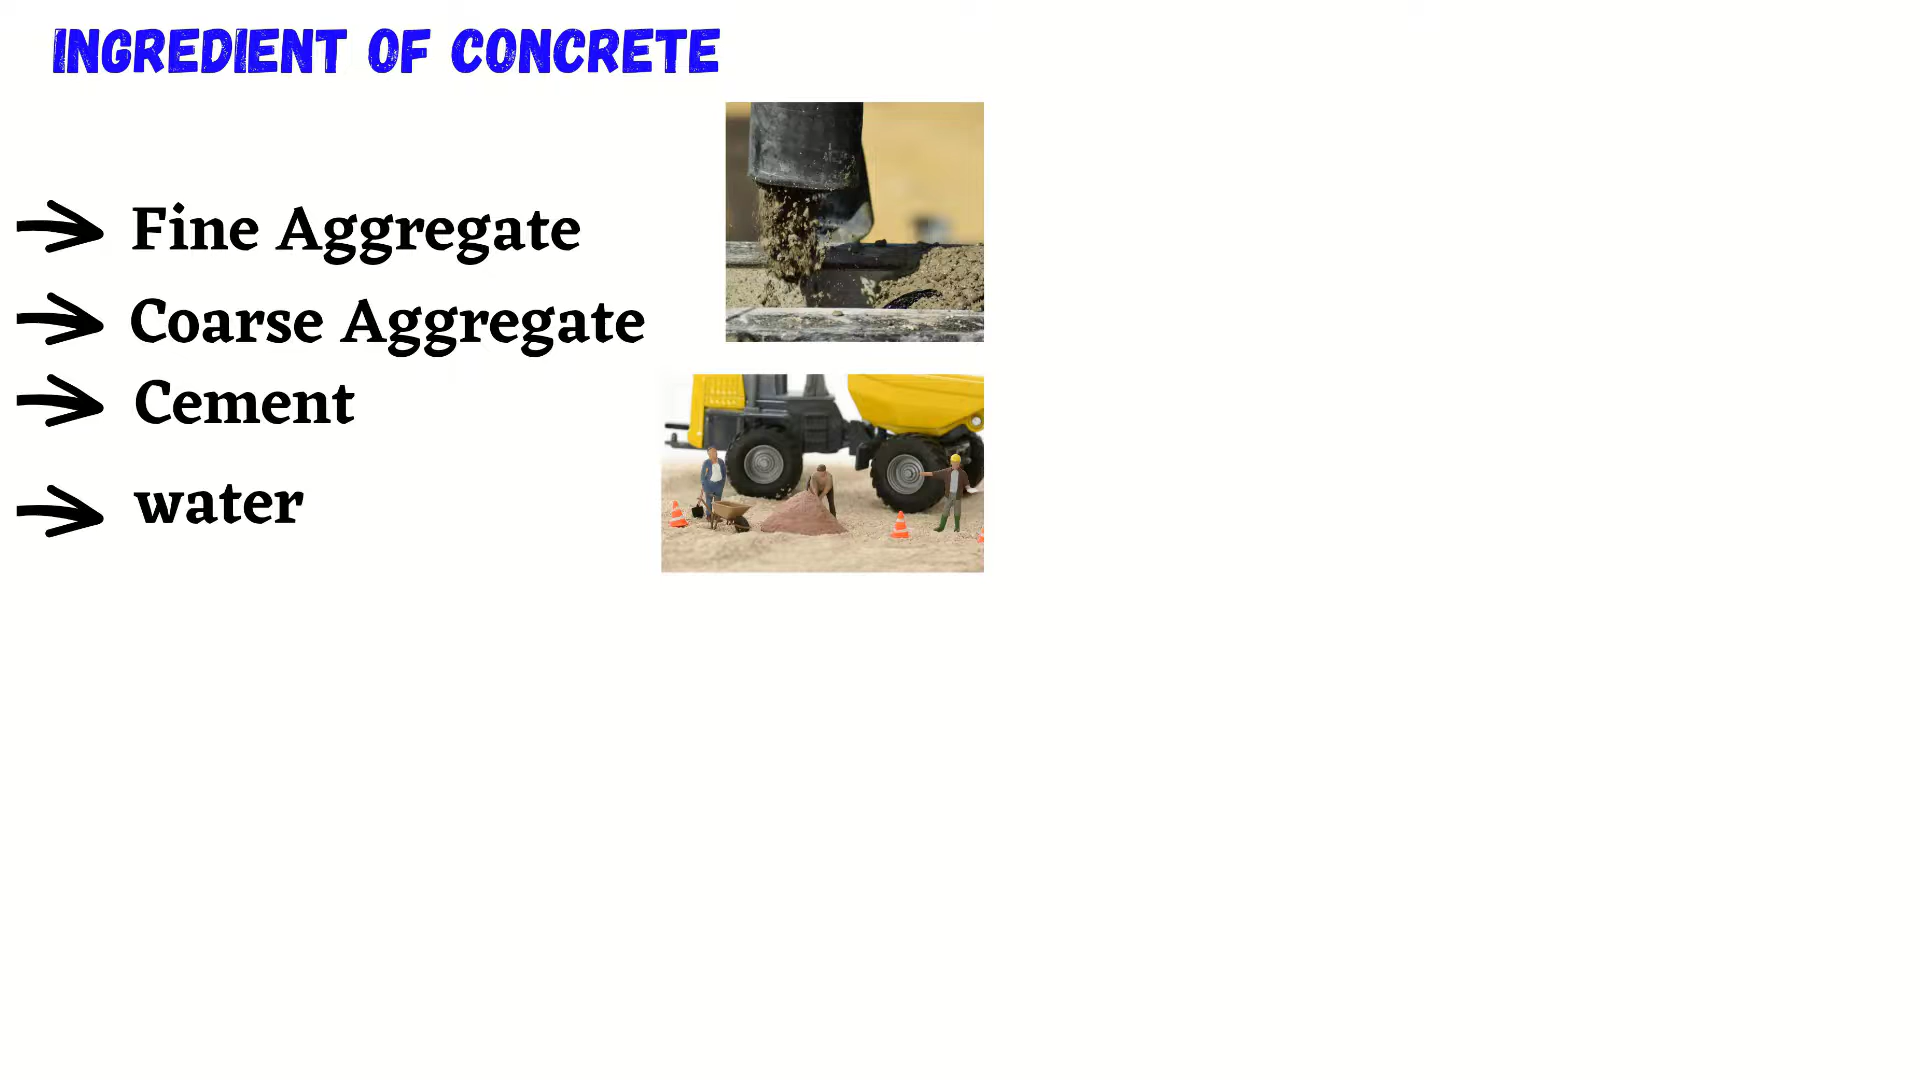 INGREDIENT OF CONCRETE
Fine Aggregate
Coarse Aggregate
Cement
water